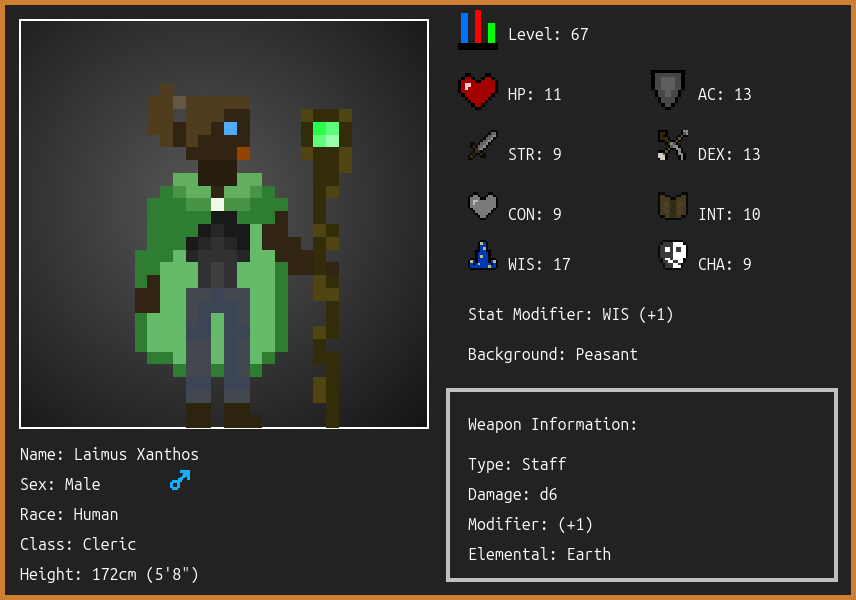 Level: 67
HP: 11
AC: 13
STR: 9
DEX: 13
CON: 9
INT: 10
WIS: 17
CHA: 9
Stat Modifier: WIS (+1)
Background: Peasant
Weapon Information:
Type: Staff
Damage: d6
Modifier: (+1)
Elemental: Earth
Name: Laimus Xanthos
Sex: Male
Race: Human
Class: Cleric
Height: 172cm (5'8")